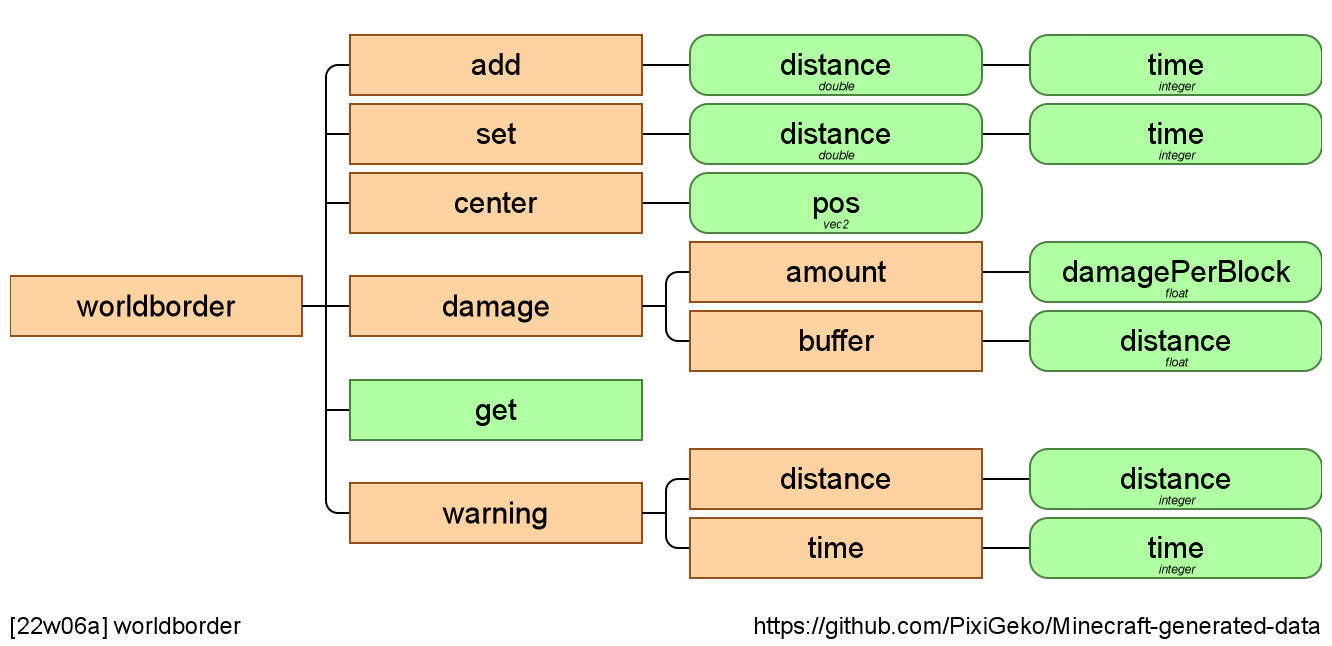 add
distance
double
time
integer
set
distance
double
time
integer
center
pos
vec2
worldborder
damage
amount
damagePerBlock
float
buffer
distance
float
get
warning
distance
distance
integer
time
time
integer
[22w06a] worldborder
https://github.com/PixiGeko/Minecraft-generated-data